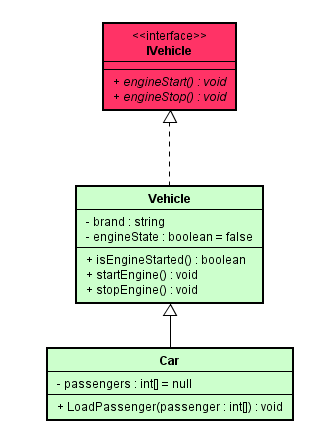 <<interface>>
IVehicle
+ engineStart() : void
+ engineStop() : void
Vehicle
- brand : string
- engineState : boolean = false
+ isEngineStarted() : boolean
+ startEngine() : void
+ stopEngine() : void
Car
- passengers : int[] = null
+ LoadPassenger(passenger : int[]) : void